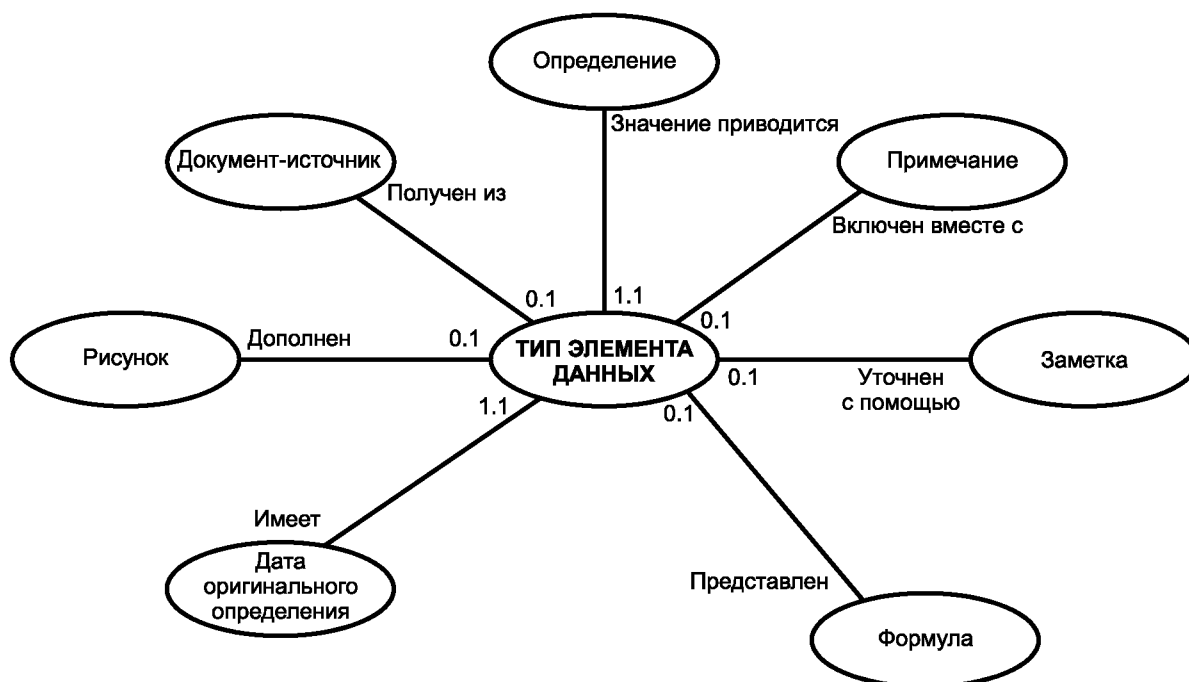 Определение
Значение приводится
Документ-источник
Примечание
Получен из
Включен вместе с
0.1
1.1
0.1
Рисунок
Дополнен
0.1
ТИП ЭЛЕМЕНТА
ДАННЫХ
0.1
Уточнен
с помощью
Заметка
1.1
0.1
Имеет
Дата
оригинального
определения
Представлен
Формула